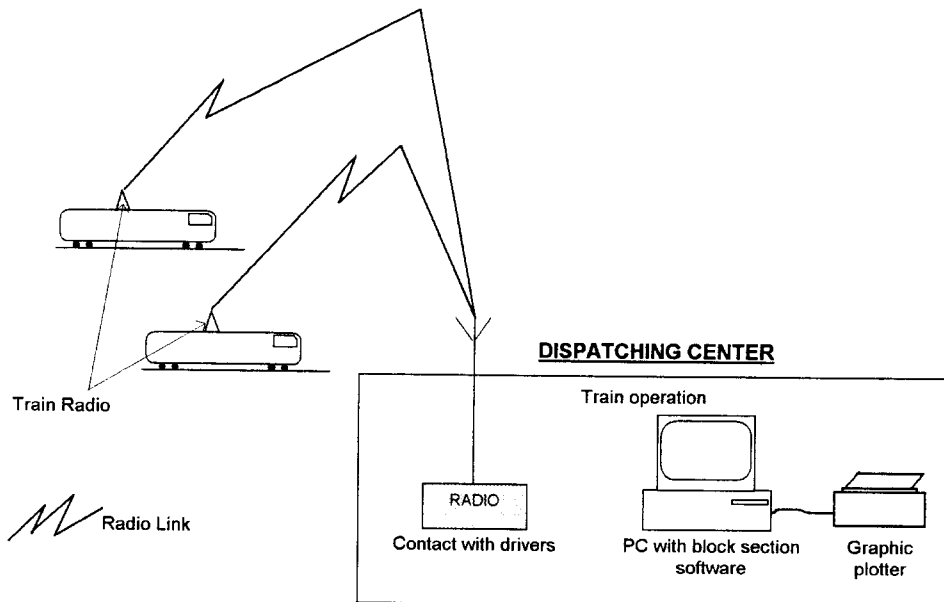 DISPATCHING CENTER
Train operation
Train Radio
RADIO
Radio Link
Contact with drivers
PC with block section
software
Graphic
plotter